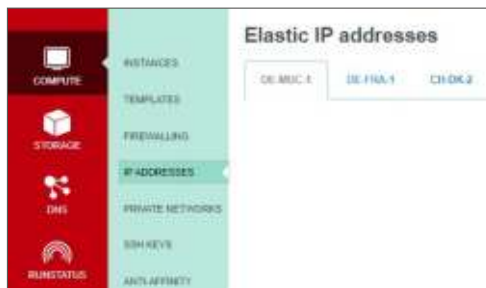 Elastic IP addresses
COMPUTE
STORAGE
DNS
RUNSTATUS
INSTANCES
TEMPLATES
FIREWALLING
IP ADDRESSES
PRIVATE NETWORKS
SSH KEYS
ANTI-AFFINITY
DE-MUC-1
DE-FRA-1
CH-DK-2